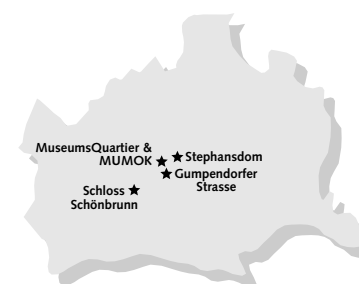 MuseumsQuartier &
MUMOK
Stephansdom
Gumpendorfer
Strasse
Schloss
Schönbrunn